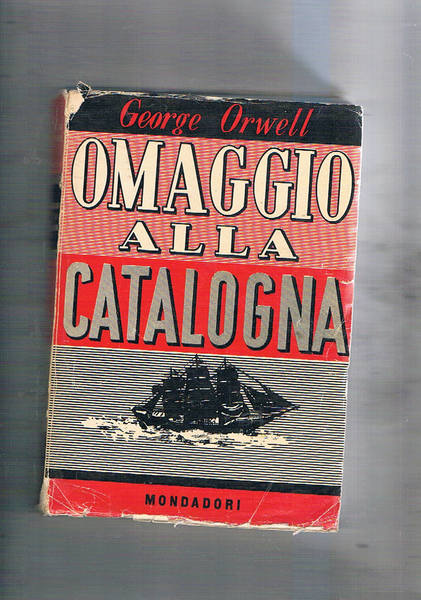 George Orwell
OMAGGIO
ALLA
CATALOGNA
MONDADORI